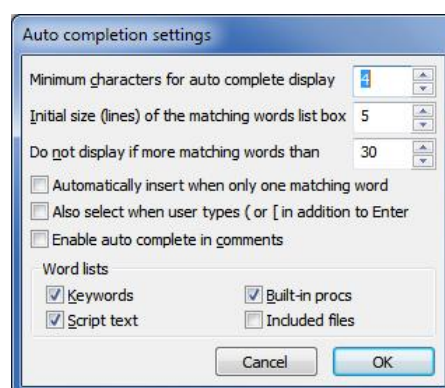 Auto completion settings
Minimum characters for auto complete display 4
Initial size (lines) of the matching words list box 5
Do not display if more matching words than 30
Automatically insert when only one matching word
Also select when user types ( or [ in addition to Enter
Enable auto complete in comments
Word lists
Keywords Built-in procs
Script text Included files
Cancel OK